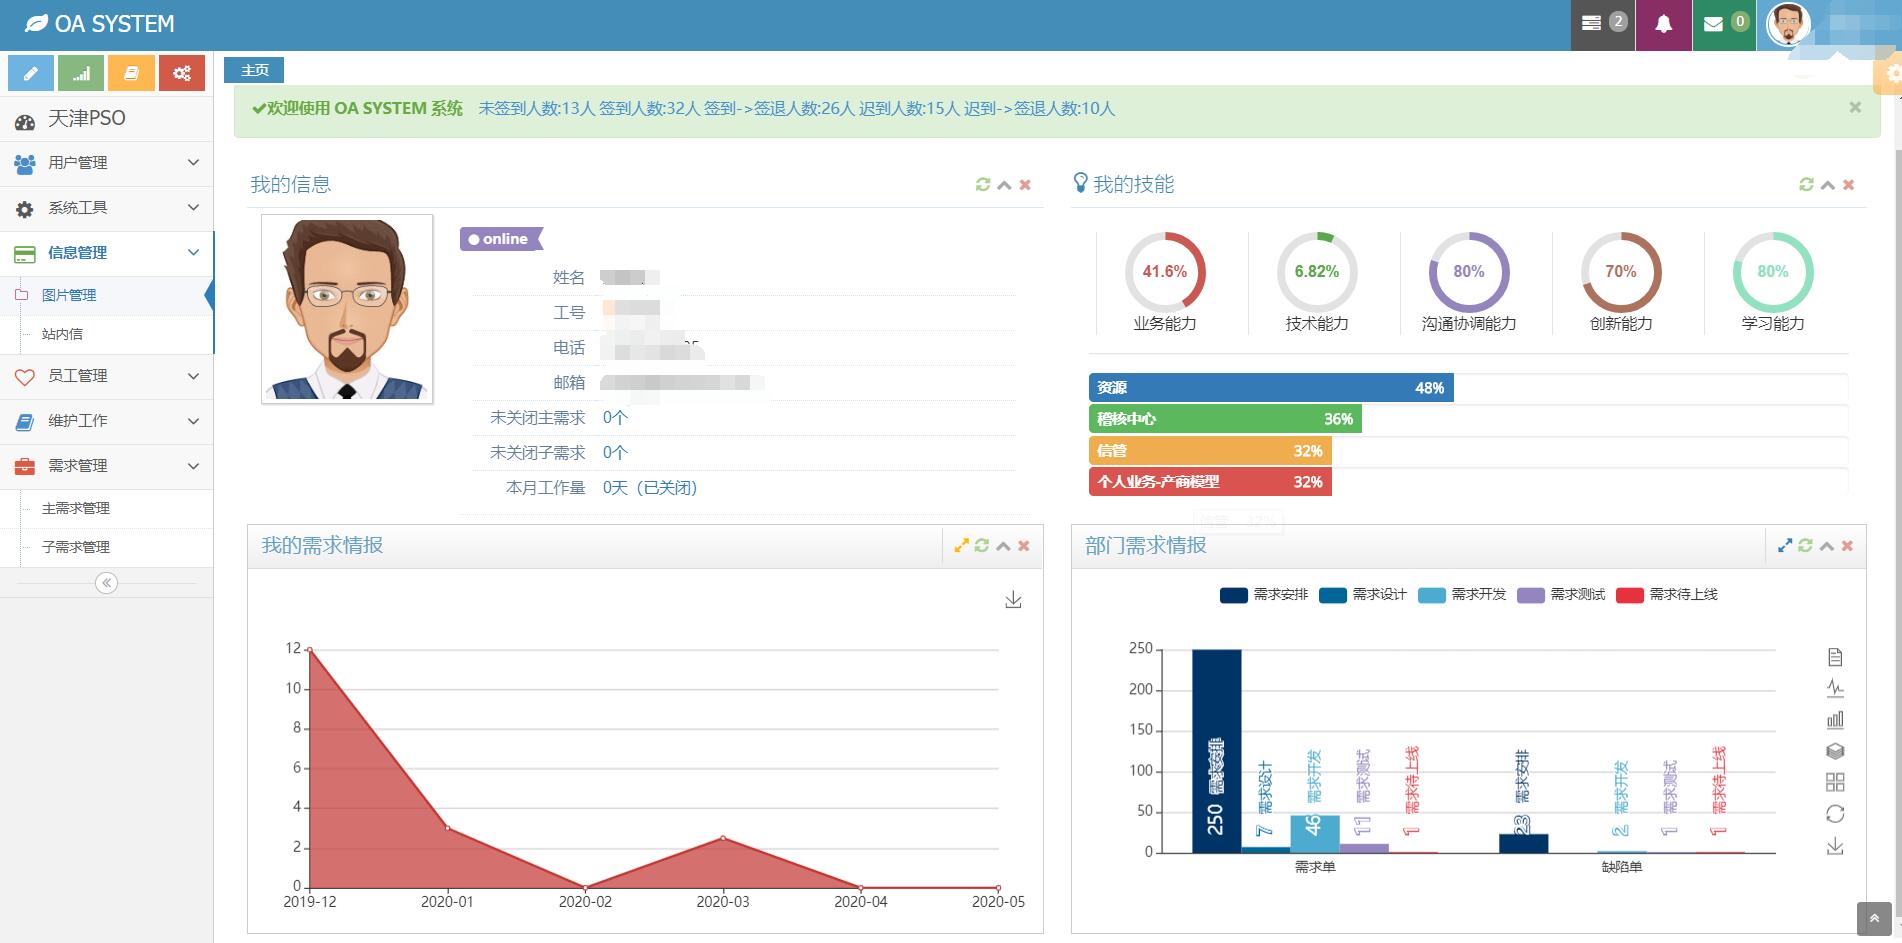 OA SYSTEM
2
0
主页
欢迎使用 OA SYSTEM 系统 未签到人数:13人 签到人数:32人 签到->签退人数:26人 迟到人数:15人 迟到->签退人数:10人
天津PSO
用户管理
系统工具
信息管理
图片管理
站内信
员工管理
维护工作
需求管理
主需求管理
子需求管理
我的信息
online
姓名
工号
电话
邮箱
未关闭主需求 0个
未关闭子需求 0个
本月工作量 0天（已关闭）
我的技能
41.6% 6.82% 80% 70% 80%
业务能力 技术能力 沟通协调能力 创新能力 学习能力
资源 48%
稽核中心 36%
信管 32%
个人业务-产商模型 32%
信管 32%
我的需求情报
12
10
8
6
4
2
0
2019-12 2020-01 2020-02 2020-03 2020-04 2020-05
部门需求情报
需求安排 需求设计 需求开发 需求测试 需求待上线
250
200
150
100
50
0
250 需求安排
7 需求设计
46 需求开发
11 需求测试
1 需求待上线
23 需求安排
2 需求开发
1 需求测试
1 需求待上线
需求单 缺陷单